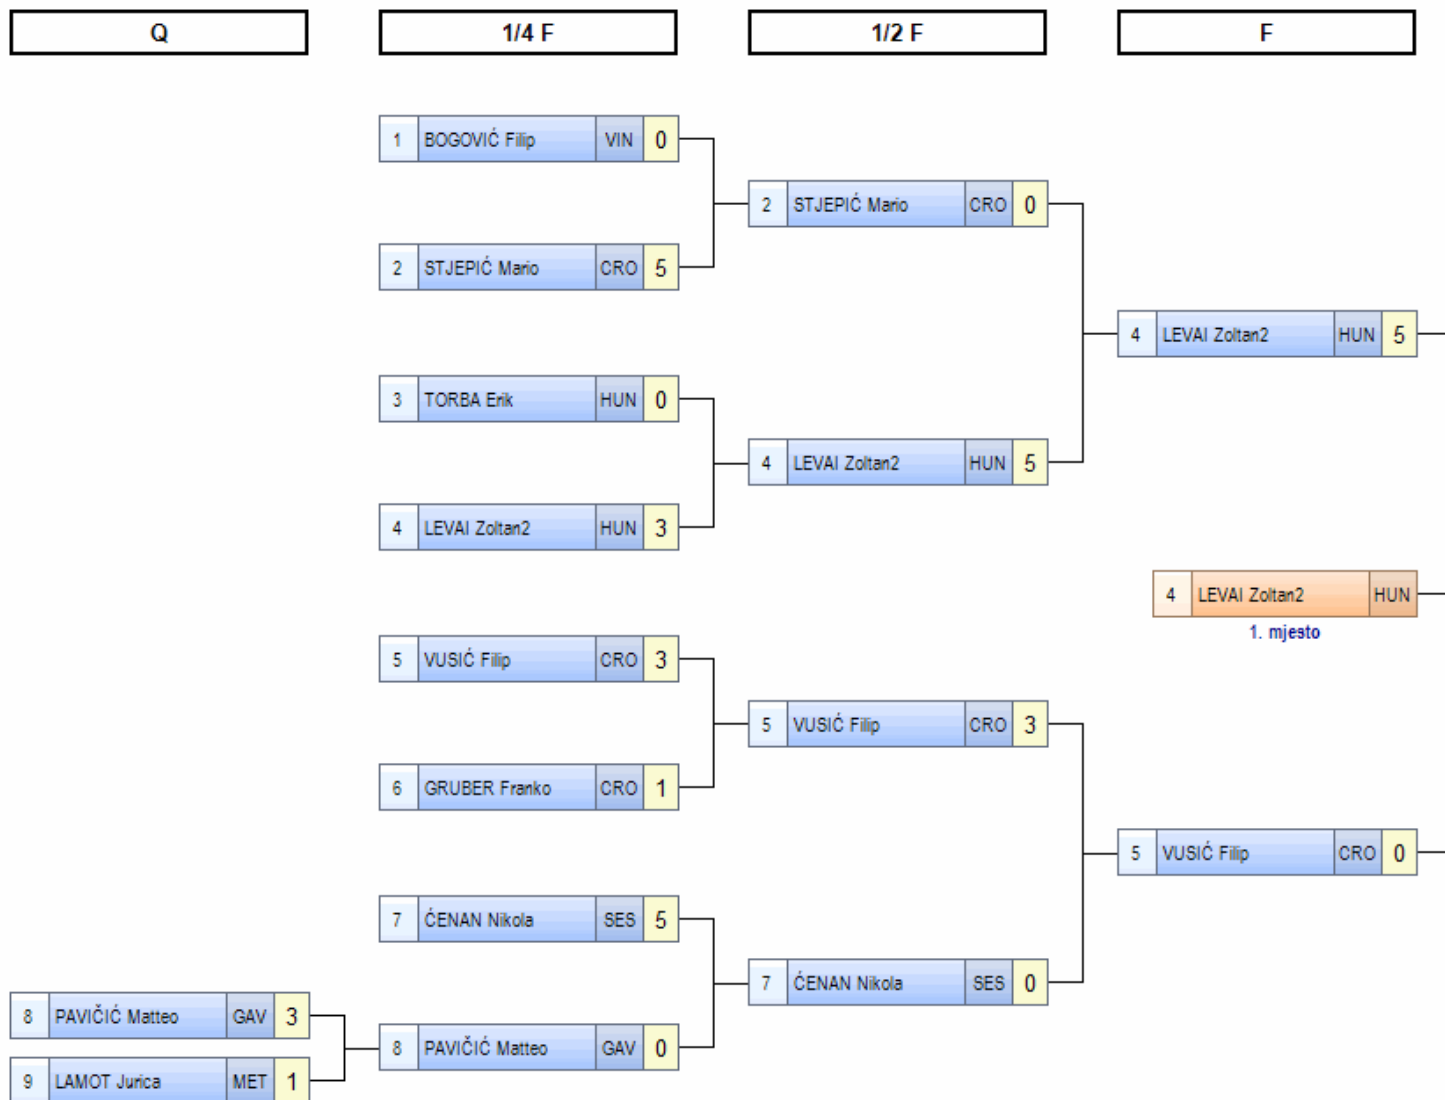 Q
1/4 F
1/2 F
F
1 BOGOVIĆ Filip VIN 0
2 STJEPIĆ Mario CRO 5
3 TORBA Erik HUN 0
4 LEVAI Zoltan2 HUN 3
5 VUSIĆ Filip CRO 3
6 GRUBER Franko CRO 1
7 ĆENAN Nikola SES 5
8 PAVIČIĆ Matteo GAV 3
9 LAMOT Jurica MET 1
8 PAVIČIĆ Matteo GAV 0
2 STJEPIĆ Mario CRO 0
4 LEVAI Zoltan2 HUN 5
5 VUSIĆ Filip CRO 3
7 ĆENAN Nikola SES 0
4 LEVAI Zoltan2 HUN 5
4 LEVAI Zoltan2 HUN
1. mjesto
5 VUSIĆ Filip CRO 0